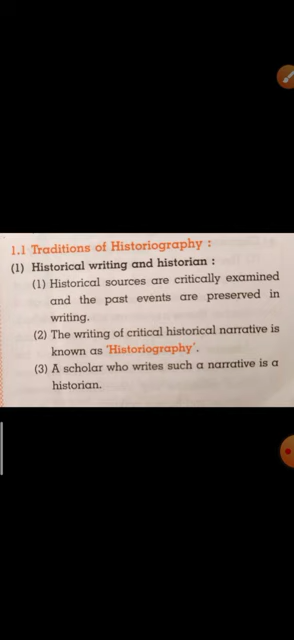 1.1 Traditions of Historiography :
(1) Historical writing and historian :
(1) Historical sources are critically examined
and the past events are preserved in
writing.
(2) The writing of critical historical narrative is
known as 'Historiography'.
(3) A scholar who writes such a narrative is a
historian.